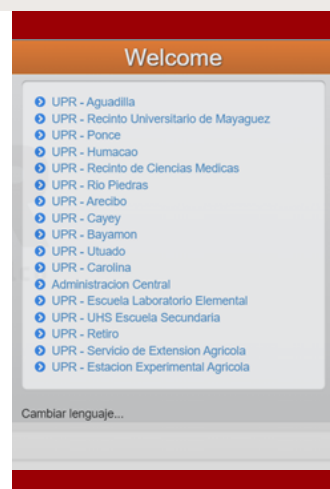 Welcome
UPR - Aguadilla
UPR - Recinto Universitario de Mayaguez
UPR - Ponce
UPR - Humacao
UPR - Recinto de Ciencias Medicas
UPR - Rio Piedras
UPR - Arecibo
UPR - Cayey
UPR - Bayamon
UPR - Utuado
UPR - Carolina
Administracion Central
UPR - Escuela Laboratorio Elemental
UPR - UHS Escuela Secundaria
UPR - Retiro
UPR - Servicio de Extension Agricola
UPR - Estacion Experimental Agricola
Cambiar lenguaje...